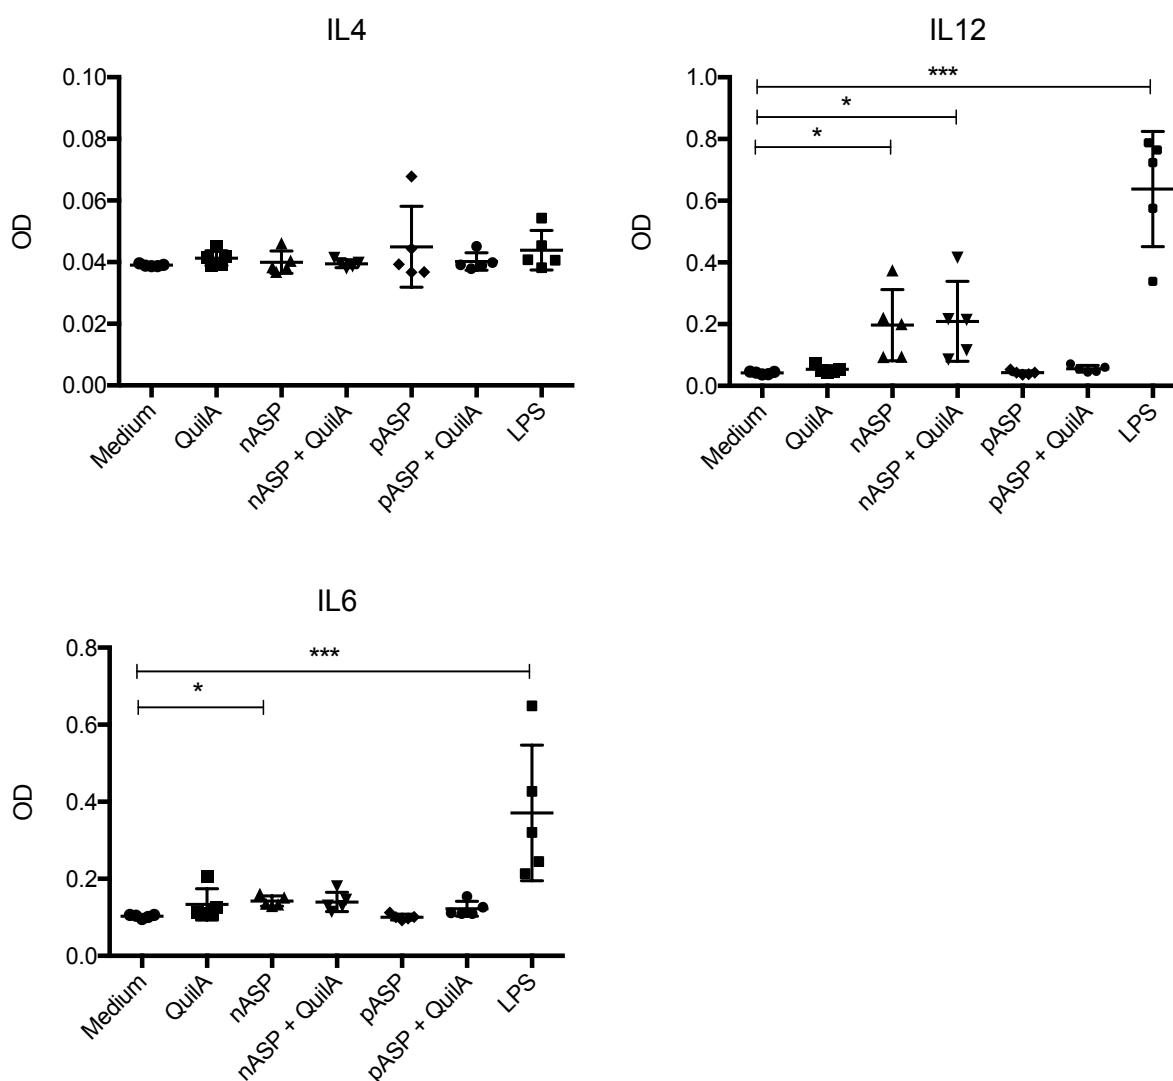 IL4
0.10
0.08
0.06
0.04
0.02
0.00
OD
Medium
QuilA
nASP
nASP + QuilA
pASP
pASP + QuilA
LPS
IL12
1.0
0.8
0.6
0.4
0.2
0.0
OD
***
*
*
Medium
QuilA
nASP
nASP + QuilA
pASP
pASP + QuilA
LPS
IL6
0.8
0.6
0.4
0.2
0.0
OD
***
*
Medium
QuilA
nASP
nASP + QuilA
pASP
pASP + QuilA
LPS